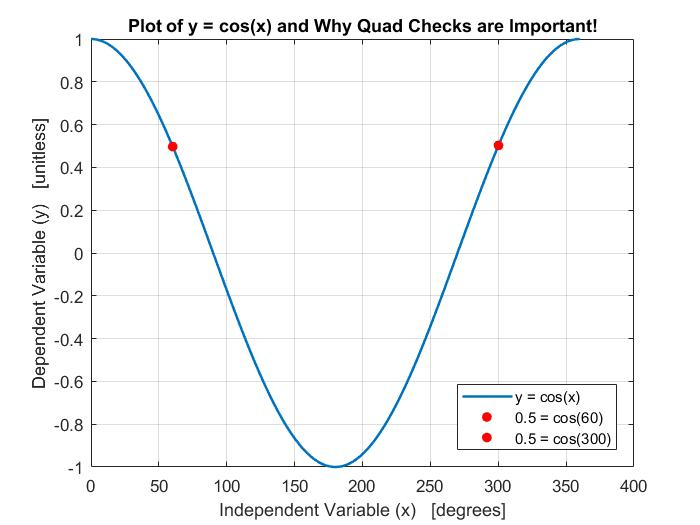 Plot of y = cos(x) and Why Quad Checks are Important!
1
0.8
0.6
0.4
0.2
0
-0.2
-0.4
-0.6
-0.8
-1
Dependent Variable (y)   [unitless]
y = cos(x)
0.5 = cos(60)
0.5 = cos(300)
0 50 100 150 200 250 300 350 400
Independent Variable (x)   [degrees]